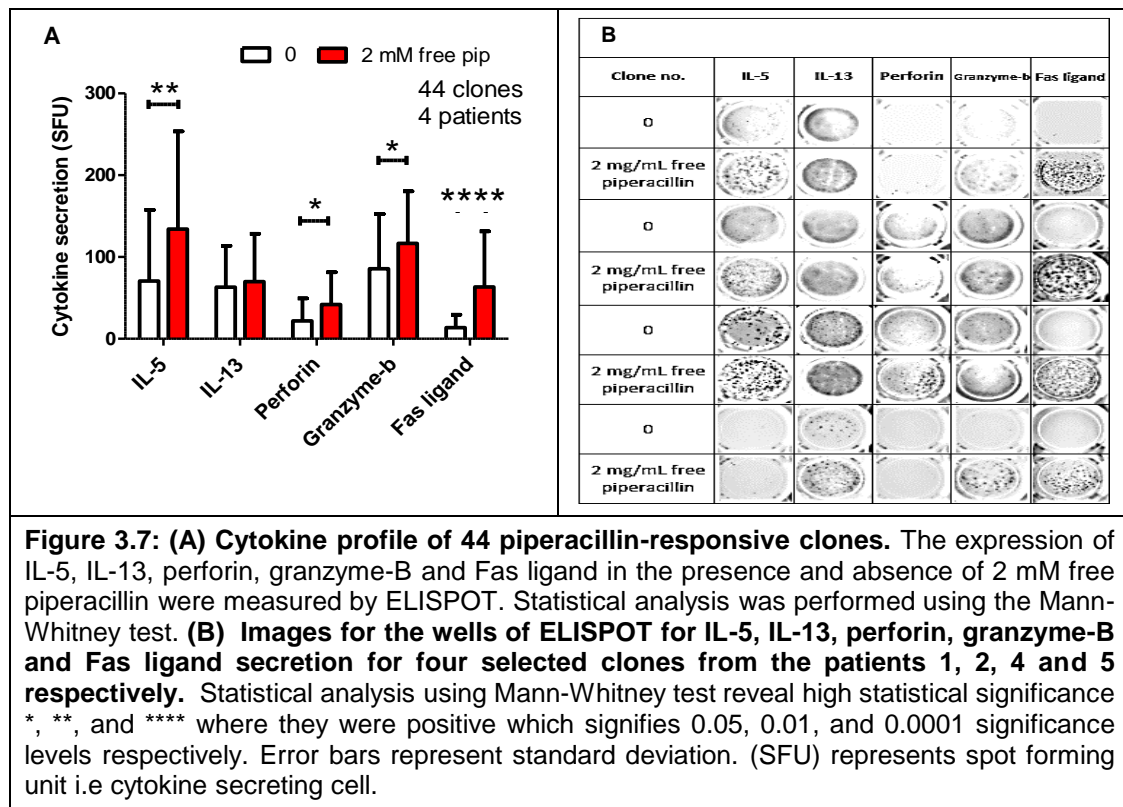 A
0 2 mM free pip
44 clones
4 patients
Cytokine secretion (SFU)
300
200
100
0
**
*
*
****
IL-5
IL-13
Perforin
Granzyme-b
Fas ligand
B
Clone no. IL-5 IL-13 Perforin Granzyme-b Fas ligand
0
2 mg/mL free
piperacillin
0
2 mg/mL free
piperacillin
0
2 mg/mL free
piperacillin
0
2 mg/mL free
piperacillin
Figure 3.7: (A) Cytokine profile of 44 piperacillin-responsive clones. The expression of
IL-5, IL-13, perforin, granzyme-B and Fas ligand in the presence and absence of 2 mM free
piperacillin were measured by ELISPOT. Statistical analysis was performed using the Mann-
Whitney test. (B) Images for the wells of ELISPOT for IL-5, IL-13, perforin, granzyme-B
and Fas ligand secretion for four selected clones from the patients 1, 2, 4 and 5
respectively. Statistical analysis using Mann-Whitney test reveal high statistical significance
*, **, and **** where they were positive which signifies 0.05, 0.01, and 0.0001 significance
levels respectively. Error bars represent standard deviation. (SFU) represents spot forming
unit i.e cytokine secreting cell.